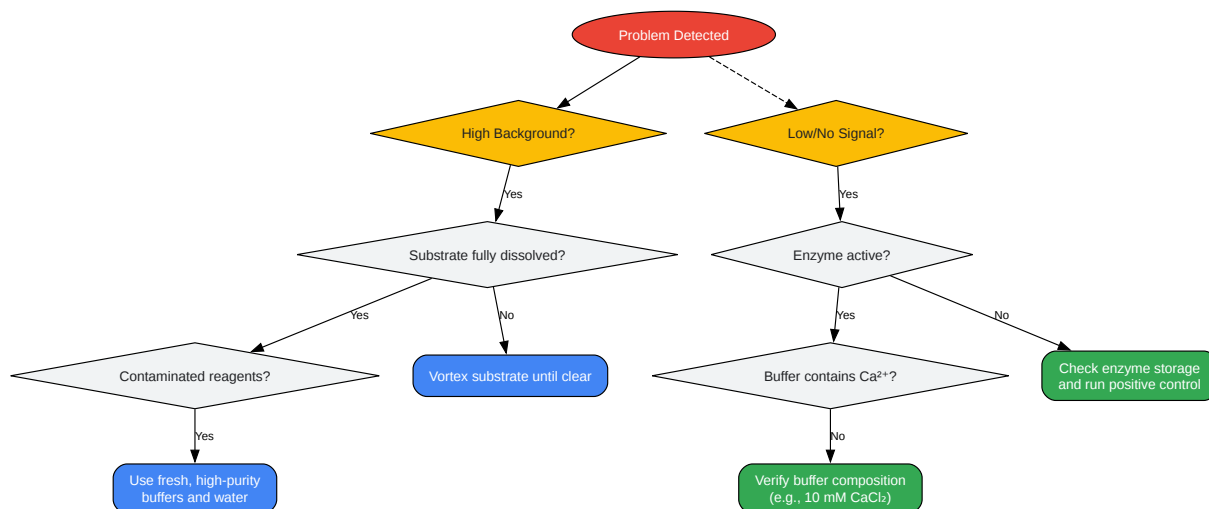 Problem Detected
High Background?
Low/No Signal?
Yes
Yes
Substrate fully dissolved?
Enzyme active?
Yes
No
Yes
No
Contaminated reagents?
Vortex substrate until clear
Buffer contains Ca²⁺?
Check enzyme storage
and run positive control
Yes
No
Use fresh, high-purity
buffers and water
Verify buffer composition
(e.g., 10 mM CaCl₂)